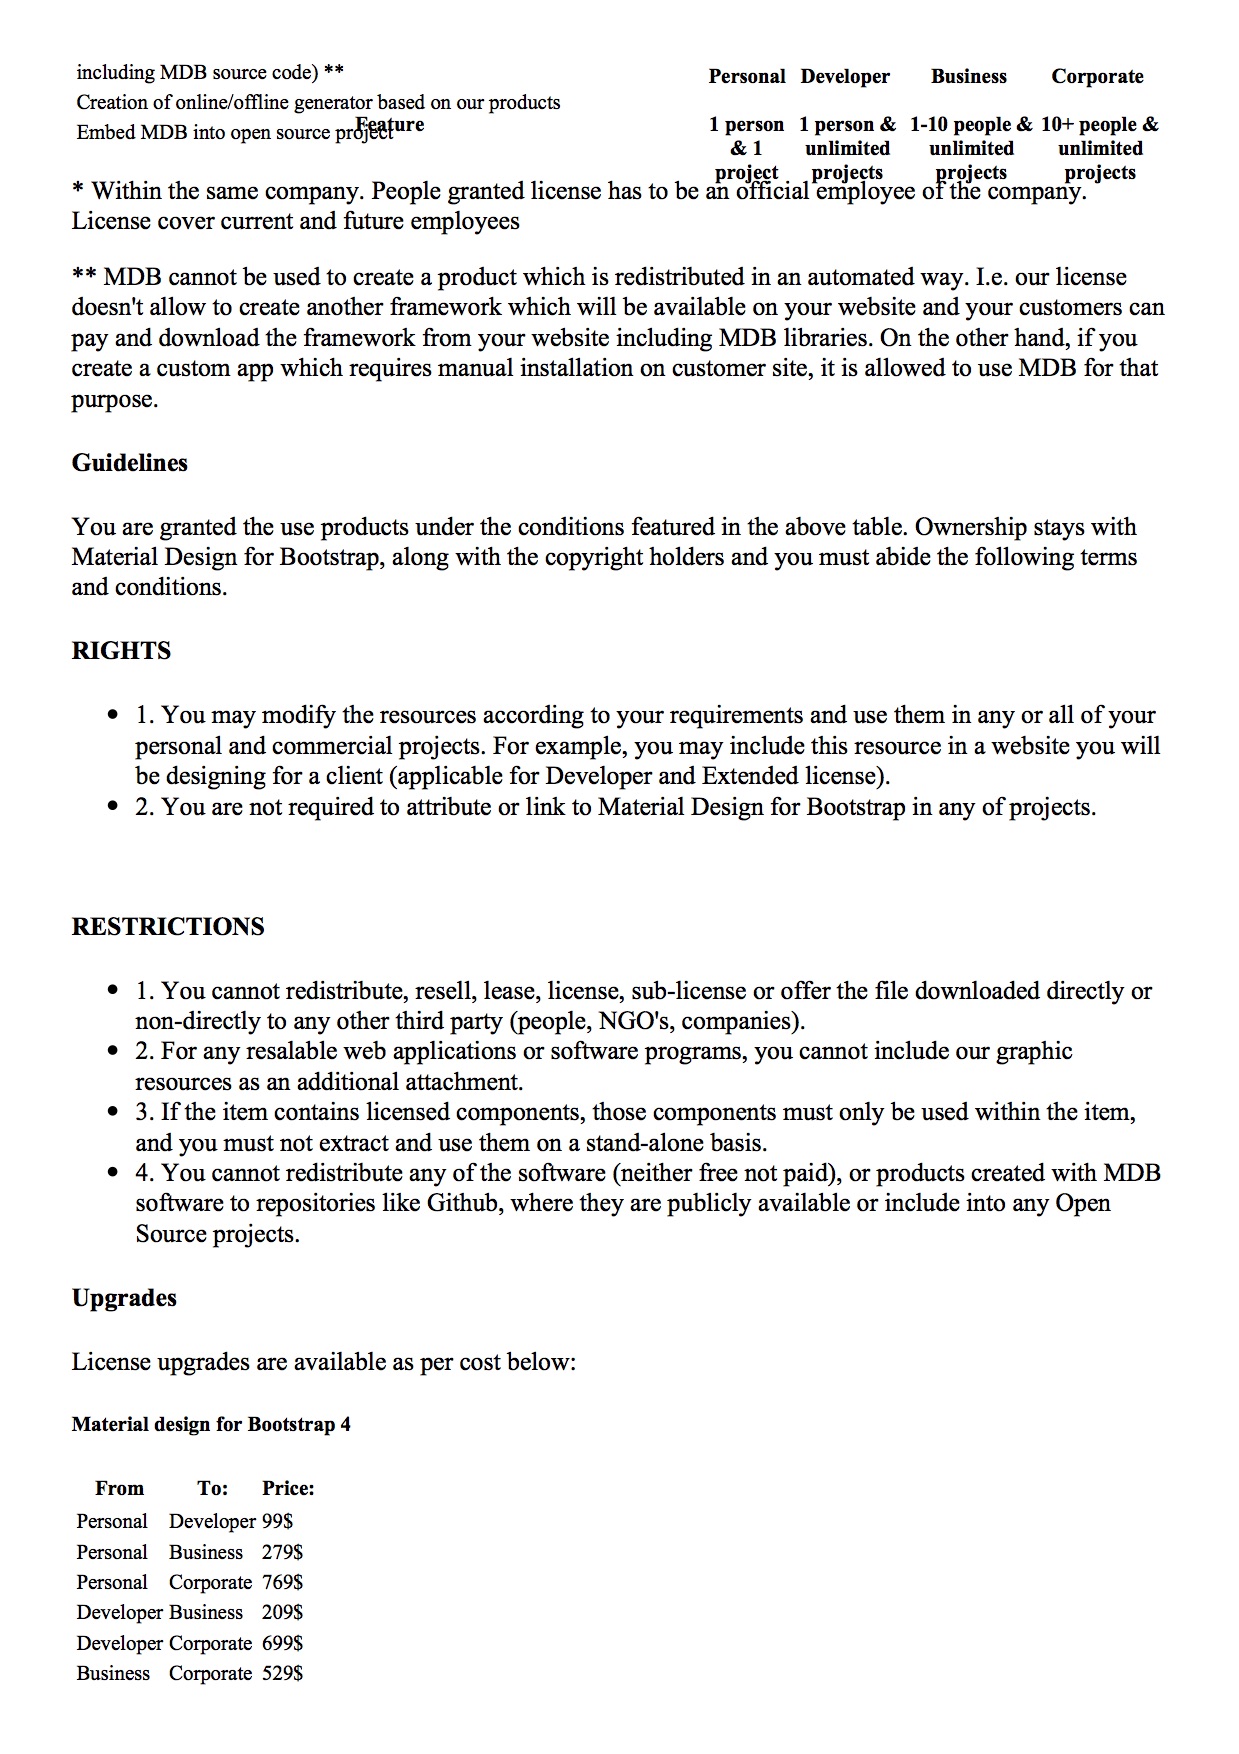 including MDB source code) **
Personal Developer Business Corporate
Creation of online/offline generator based on our products
Embed MDB into open source project
Feature
1 person 1 person & 1-10 people & 10+ people &
& 1 unlimited unlimited unlimited
project projects projects projects
* Within the same company. People granted license has to be an official employee of the company.
License cover current and future employees
** MDB cannot be used to create a product which is redistributed in an automated way. I.e. our license
doesn't allow to create another framework which will be available on your website and your customers can
pay and download the framework from your website including MDB libraries. On the other hand, if you
create a custom app which requires manual installation on customer site, it is allowed to use MDB for that
purpose.
Guidelines
You are granted the use products under the conditions featured in the above table. Ownership stays with
Material Design for Bootstrap, along with the copyright holders and you must abide the following terms
and conditions.
RIGHTS
• 1. You may modify the resources according to your requirements and use them in any or all of your
personal and commercial projects. For example, you may include this resource in a website you will
be designing for a client (applicable for Developer and Extended license).
• 2. You are not required to attribute or link to Material Design for Bootstrap in any of projects.
RESTRICTIONS
• 1. You cannot redistribute, resell, lease, license, sub-license or offer the file downloaded directly or
non-directly to any other third party (people, NGO's, companies).
• 2. For any resalable web applications or software programs, you cannot include our graphic
resources as an additional attachment.
• 3. If the item contains licensed components, those components must only be used within the item,
and you must not extract and use them on a stand-alone basis.
• 4. You cannot redistribute any of the software (neither free not paid), or products created with MDB
software to repositories like Github, where they are publicly available or include into any Open
Source projects.
Upgrades
License upgrades are available as per cost below:
Material design for Bootstrap 4
From To: Price:
Personal Developer 99$
Personal Business 279$
Personal Corporate 769$
Developer Business 209$
Developer Corporate 699$
Business Corporate 529$